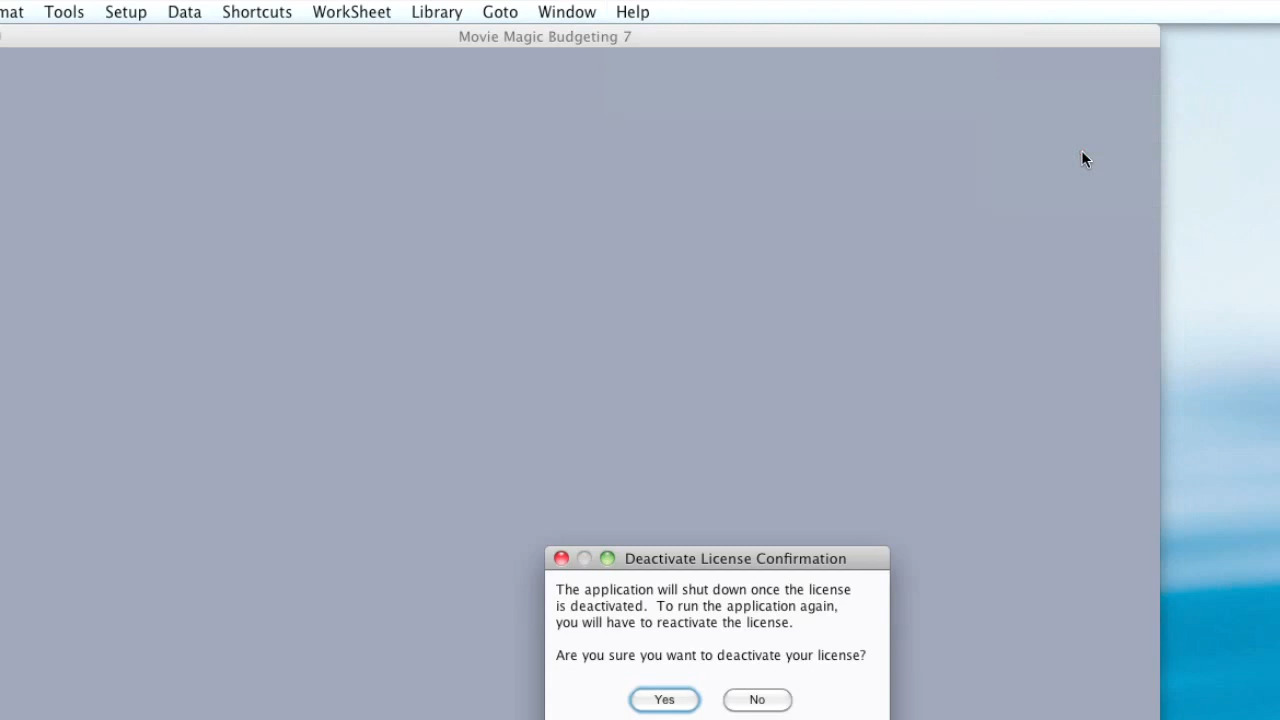 mat Tools Setup Data Shortcuts WorkSheet Library Goto Window Help
Movie Magic Budgeting 7
Deactivate License Confirmation
The application will shut down once the license
is deactivated.  To run the application again,
you will have to reactivate the license.
Are you sure you want to deactivate your license?
Yes No